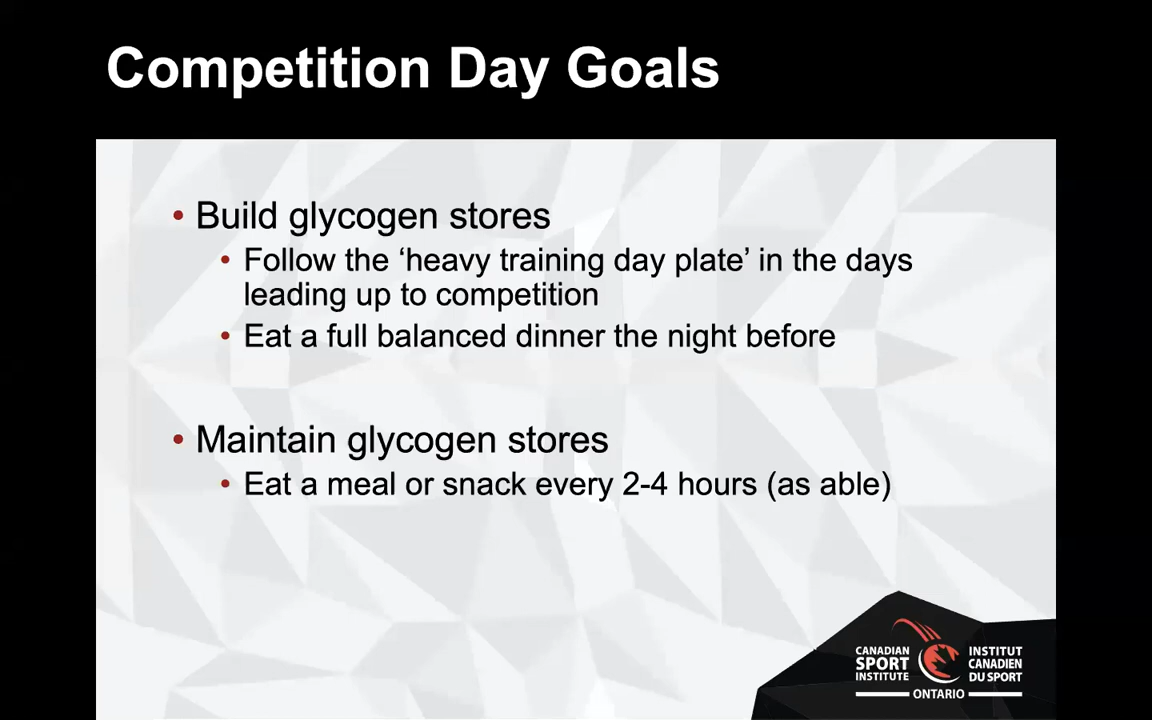 Competition Day Goals
• Build glycogen stores
• Follow the ‘heavy training day plate’ in the days
leading up to competition
• Eat a full balanced dinner the night before
• Maintain glycogen stores
• Eat a meal or snack every 2-4 hours (as able)
CANADIAN
SPORT
INSTITUTE
INSTITUT
CANADIEN
DU SPORT
ONTARIO